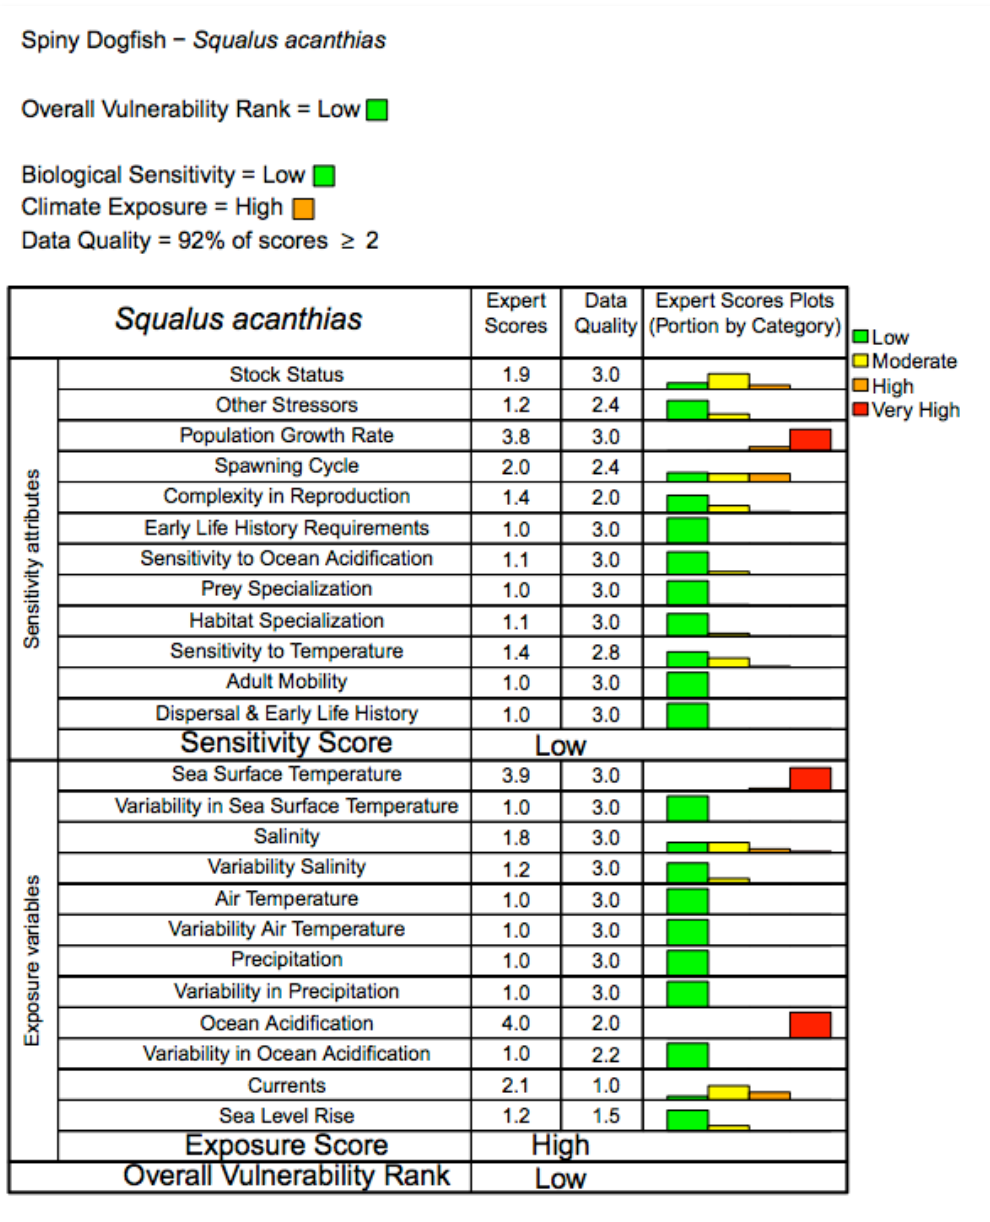 Spiny Dogfish − Squalus acanthias
Overall Vulnerability Rank = Low
Biological Sensitivity = Low
Climate Exposure = High
Data Quality = 92% of scores ≥ 2
Squalus acanthias Expert Scores Data Quality Expert Scores Plots (Portion by Category)
Low
Moderate
High
Very High
Sensitivity attributes
Stock Status 1.9 3.0
Other Stressors 1.2 2.4
Population Growth Rate 3.8 3.0
Spawning Cycle 2.0 2.4
Complexity in Reproduction 1.4 2.0
Early Life History Requirements 1.0 3.0
Sensitivity to Ocean Acidification 1.1 3.0
Prey Specialization 1.0 3.0
Habitat Specialization 1.1 3.0
Sensitivity to Temperature 1.4 2.8
Adult Mobility 1.0 3.0
Dispersal & Early Life History 1.0 3.0
Sensitivity Score Low
Exposure variables
Sea Surface Temperature 3.9 3.0
Variability in Sea Surface Temperature 1.0 3.0
Salinity 1.8 3.0
Variability Salinity 1.2 3.0
Air Temperature 1.0 3.0
Variability Air Temperature 1.0 3.0
Precipitation 1.0 3.0
Variability in Precipitation 1.0 3.0
Ocean Acidification 4.0 2.0
Variability in Ocean Acidification 1.0 2.2
Currents 2.1 1.0
Sea Level Rise 1.2 1.5
Exposure Score High
Overall Vulnerability Rank Low